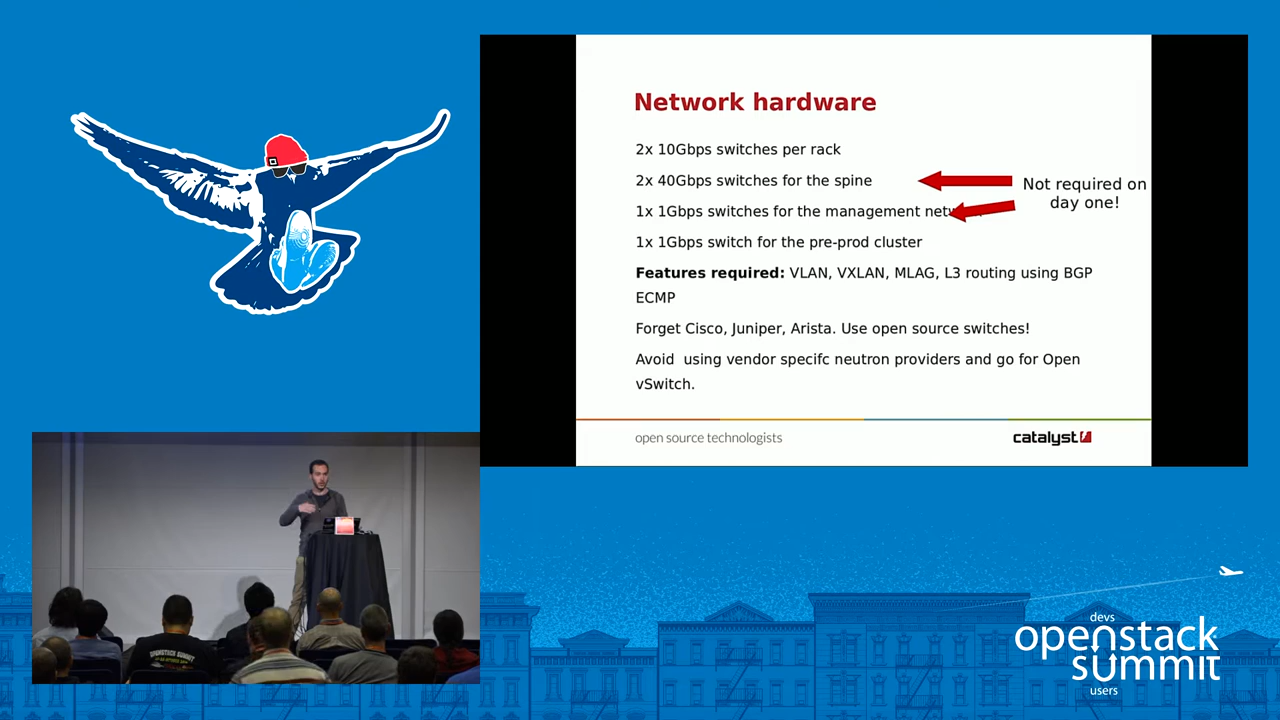 Network hardware
2x 10Gbps switches per rack
2x 40Gbps switches for the spine
1x 1Gbps switches for the management
Not required on
day one!
1x 1Gbps switch for the pre-prod cluster
Features required: VLAN, VXLAN, MLAG, L3 routing using BGP
ECMP
Forget Cisco, Juniper, Arista. Use open source switches!
Avoid  using vendor specifc neutron providers and go for Open
vSwitch.
open source technologists
catalyst
OPENSTACK SUMMIT
devs
openstack
summit
users